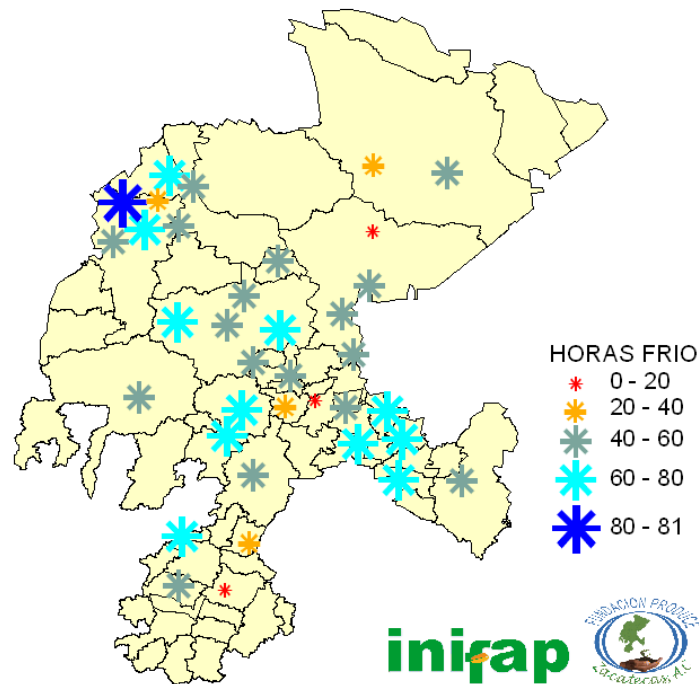 HORAS FRIO
0 - 20
20 - 40
40 - 60
60 - 80
80 - 81
inifap
FUNDACION PRODUCE
Zacatecas A.C